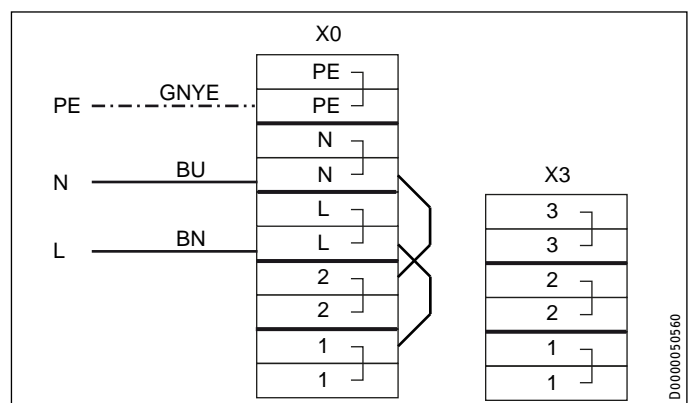 X0
PE
PE GNYE PE
N
N BU N
X3
L
3
L BN L
3
2
2
2
2
1
1
1
1
D0000050560